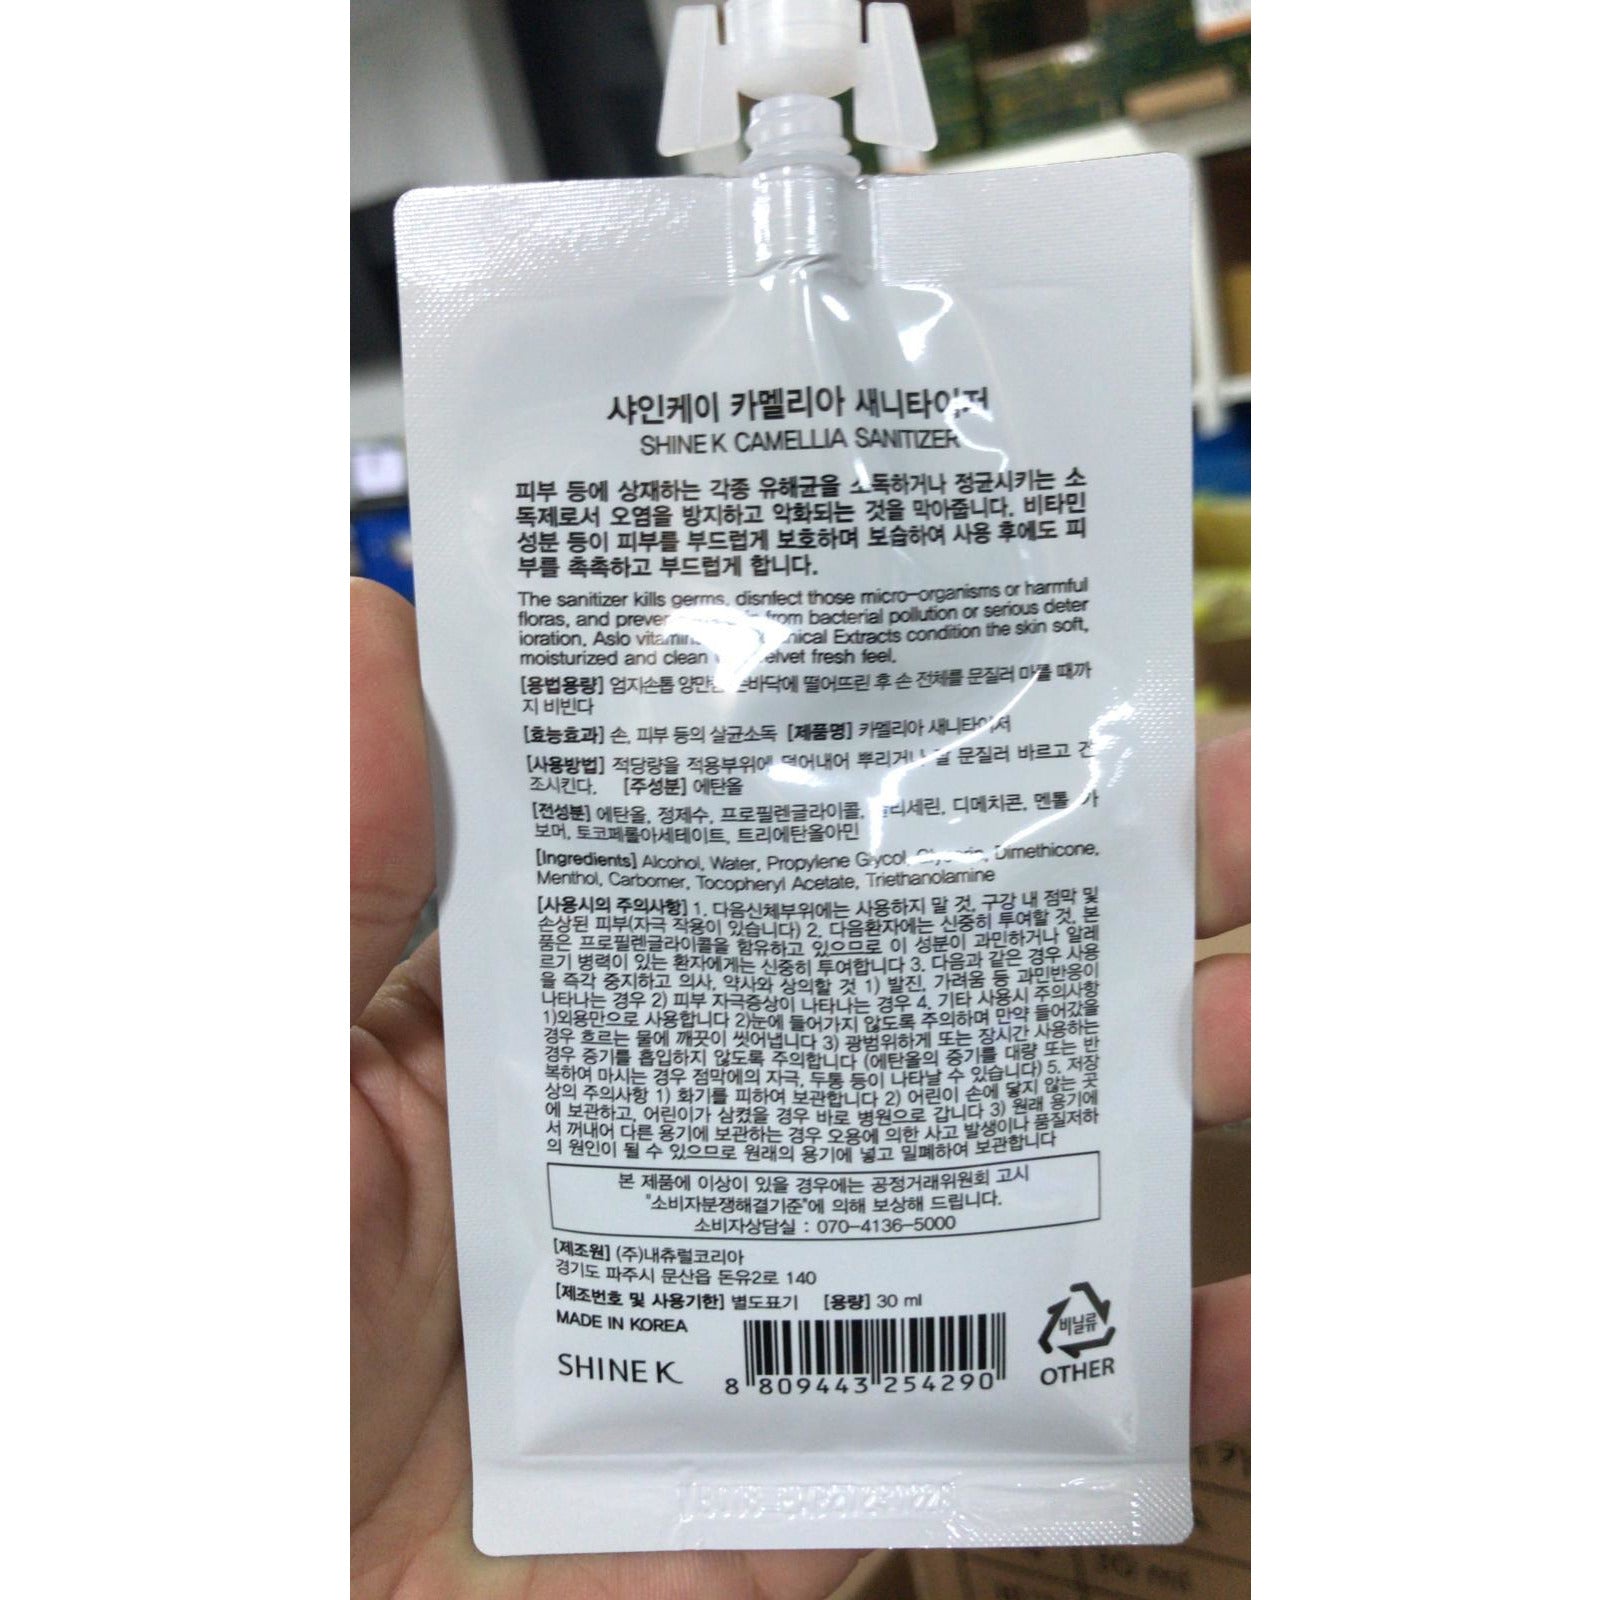 샤인케이 카멜리아 새니타이저
SHINE K CAMELLIA SANITIZER
피부 등에 상재하는 각종 유해균을 소독하거나 정균시키는 소
독제로서 오염을 방지하고 악화되는 것을 막아줍니다. 비타민
성분 등이 피부를 부드럽게 보호하며 보습하여 사용 후에도 피
부를 촉촉하고 부드럽게 합니다.
The sanitizer kills germs, disnfect those micro-organisms or harmful
floras, and from bacterial pollution or serious deter
ioration, Aslo Extracts condition the skin soft,
moisturized and clean fresh feel.
[용법용량] 엄지손톱 손바닥에 떨어뜨린 후 손 전체를 문질러 마를 때까
지 비빈다
[효능효과] 손, 피부 등의 살균소독 [제품명] 카멜리아 새니타이저
[사용방법] 적당량을 적용부위에 덜어내어 뿌리거나 문질러 바르고 건
조시킨다. [주성분] 에탄올
[전성분] 에탄올, 정제수, 프로필렌글라이콜, 글리세린, 디메치콘, 멘톨, 카
보머, 토코페롤아세테이트, 트리에탄올아민
[Ingredients] Alcohol, Water, Propylene Glycol, Glycerin, Dimethicone,
Menthol, Carbomer, Tocopheryl Acetate, Triethanolamine
[사용시의 주의사항] 1. 다음신체부위에는 사용하지 말 것, 구강 내 점막 및
손상된 피부(자극 작용이 있습니다) 2. 다음환자에는 신중히 투여할 것, 본
품은 프로필렌글라이콜을 함유하고 있으므로 이 성분이 과민하거나 알레
르기 병력이 있는 환자에게는 신중히 투여합니다 3. 다음과 같은 경우 사용
을 즉각 중지하고 의사, 약사와 상의할 것 1) 발진, 가려움 등 과민반응이
나타나는 경우 2) 피부 자극증상이 나타나는 경우 4. 기타 사용시 주의사항
1)외용만으로 사용합니다 2)눈에 들어가지 않도록 주의하며 만약 들어갔을
경우 흐르는 물에 깨끗이 씻어냅니다 3) 광범위하게 또는 장시간 사용하는
경우 증기를 흡입하지 않도록 주의합니다 (에탄올의 증기를 대량 또는 반
복하여 마시는 경우 점막에의 자극, 두통 등이 나타날 수 있습니다) 5. 저장
상의 주의사항 1) 화기를 피하여 보관합니다 2) 어린이 손에 닿지 않는 곳
에 보관하고, 어린이가 삼켰을 경우 바로 병원으로 갑니다 3) 원래 용기에
서 꺼내어 다른 용기에 보관하는 경우 오용에 의한 사고 발생이나 품질저하
의 원인이 될 수 있으므로 원래의 용기에 넣고 밀폐하여 보관합니다
본 제품에 이상이 있을 경우에는 공정거래위원회 고시
"소비자분쟁해결기준"에 의해 보상해 드립니다.
소비자상담실 : 070-4136-5000
[제조원] (주)내츄럴코리아
경기도 파주시 문산읍 돈유2로 140
[제조번호 및 사용기한] 별도표기 [용량] 30 ml
MADE IN KOREA
SHINE K
8 809443 254290
비닐류
OTHER